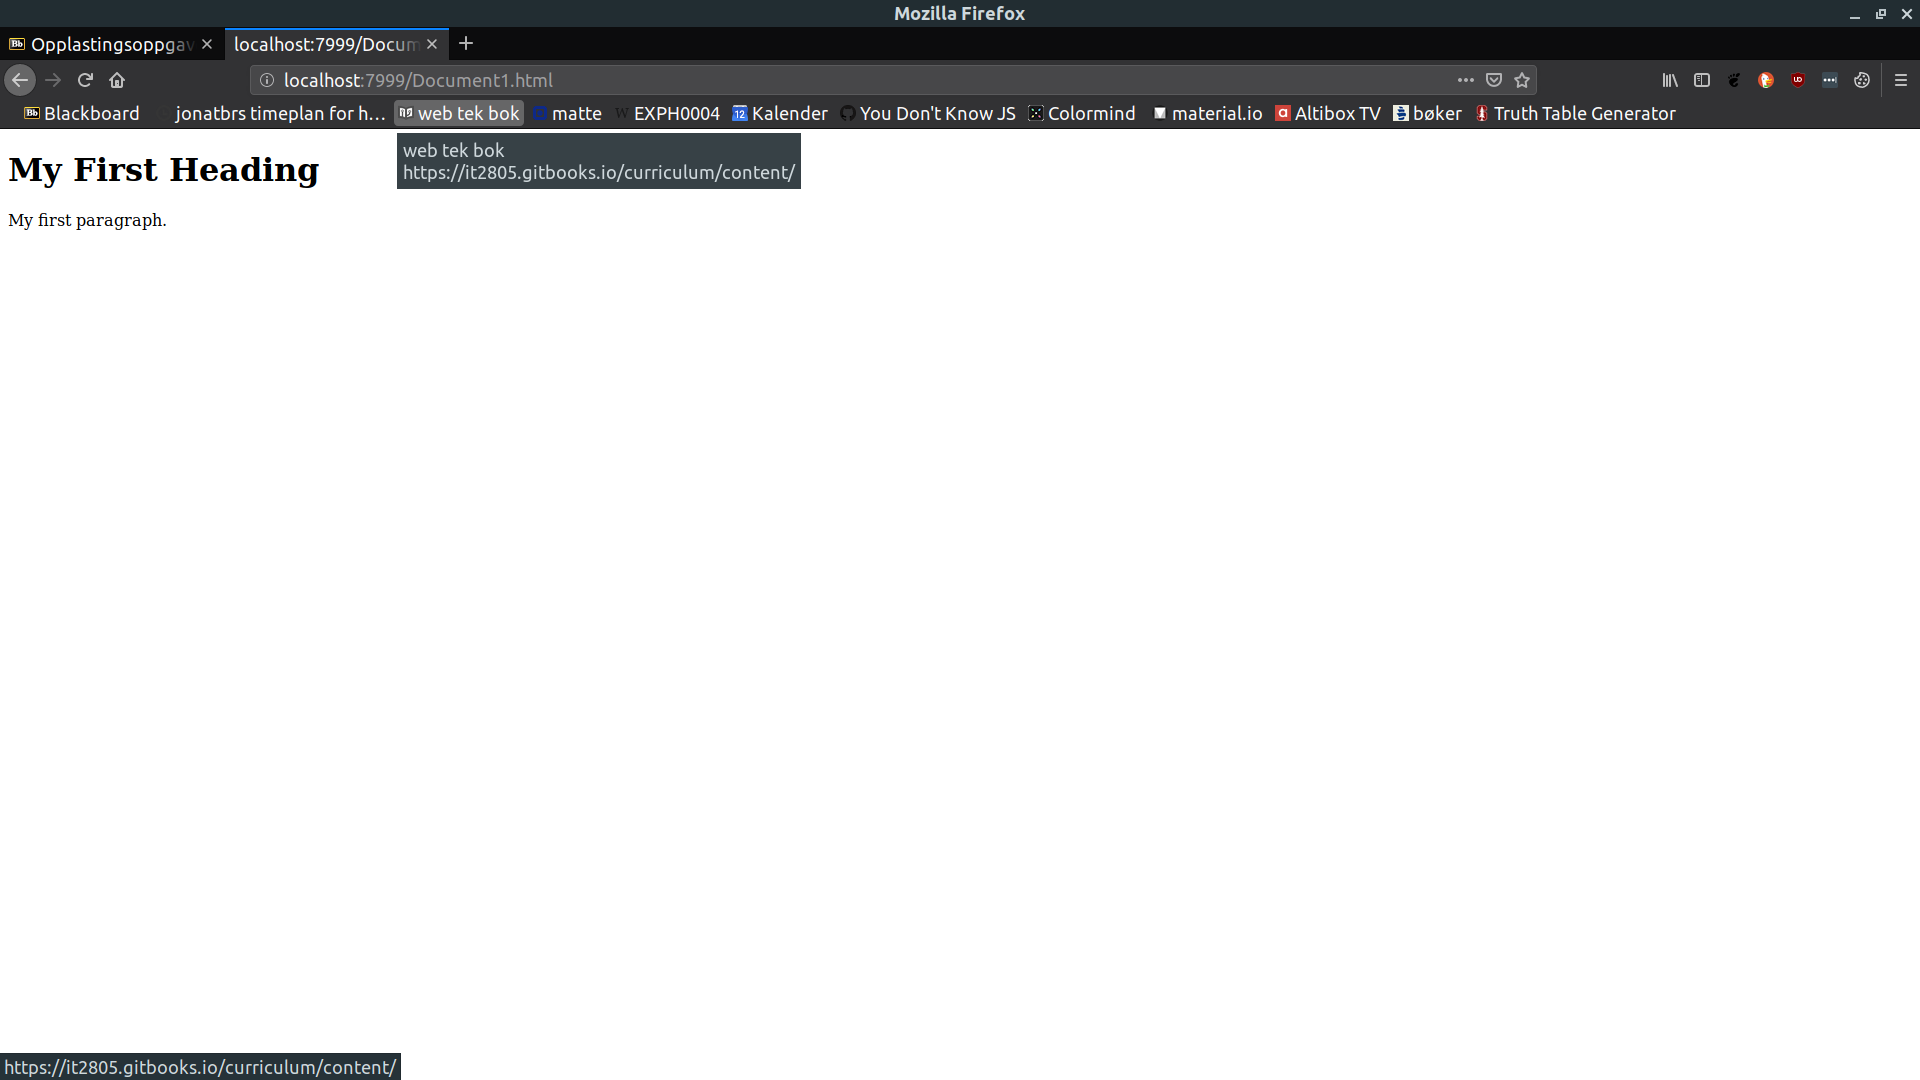 Mozilla Firefox
Opplastingsoppgav
localhost:7999/Docum
localhost:7999/Document1.html
Blackboard jonatbrs timeplan for h... web tek bok matte EXPH0004 Kalender You Don't Know JS Colormind material.io Altibox TV bøker Truth Table Generator
web tek bok
https://it2805.gitbooks.io/curriculum/content/
My First Heading
My first paragraph.
https://it2805.gitbooks.io/curriculum/content/